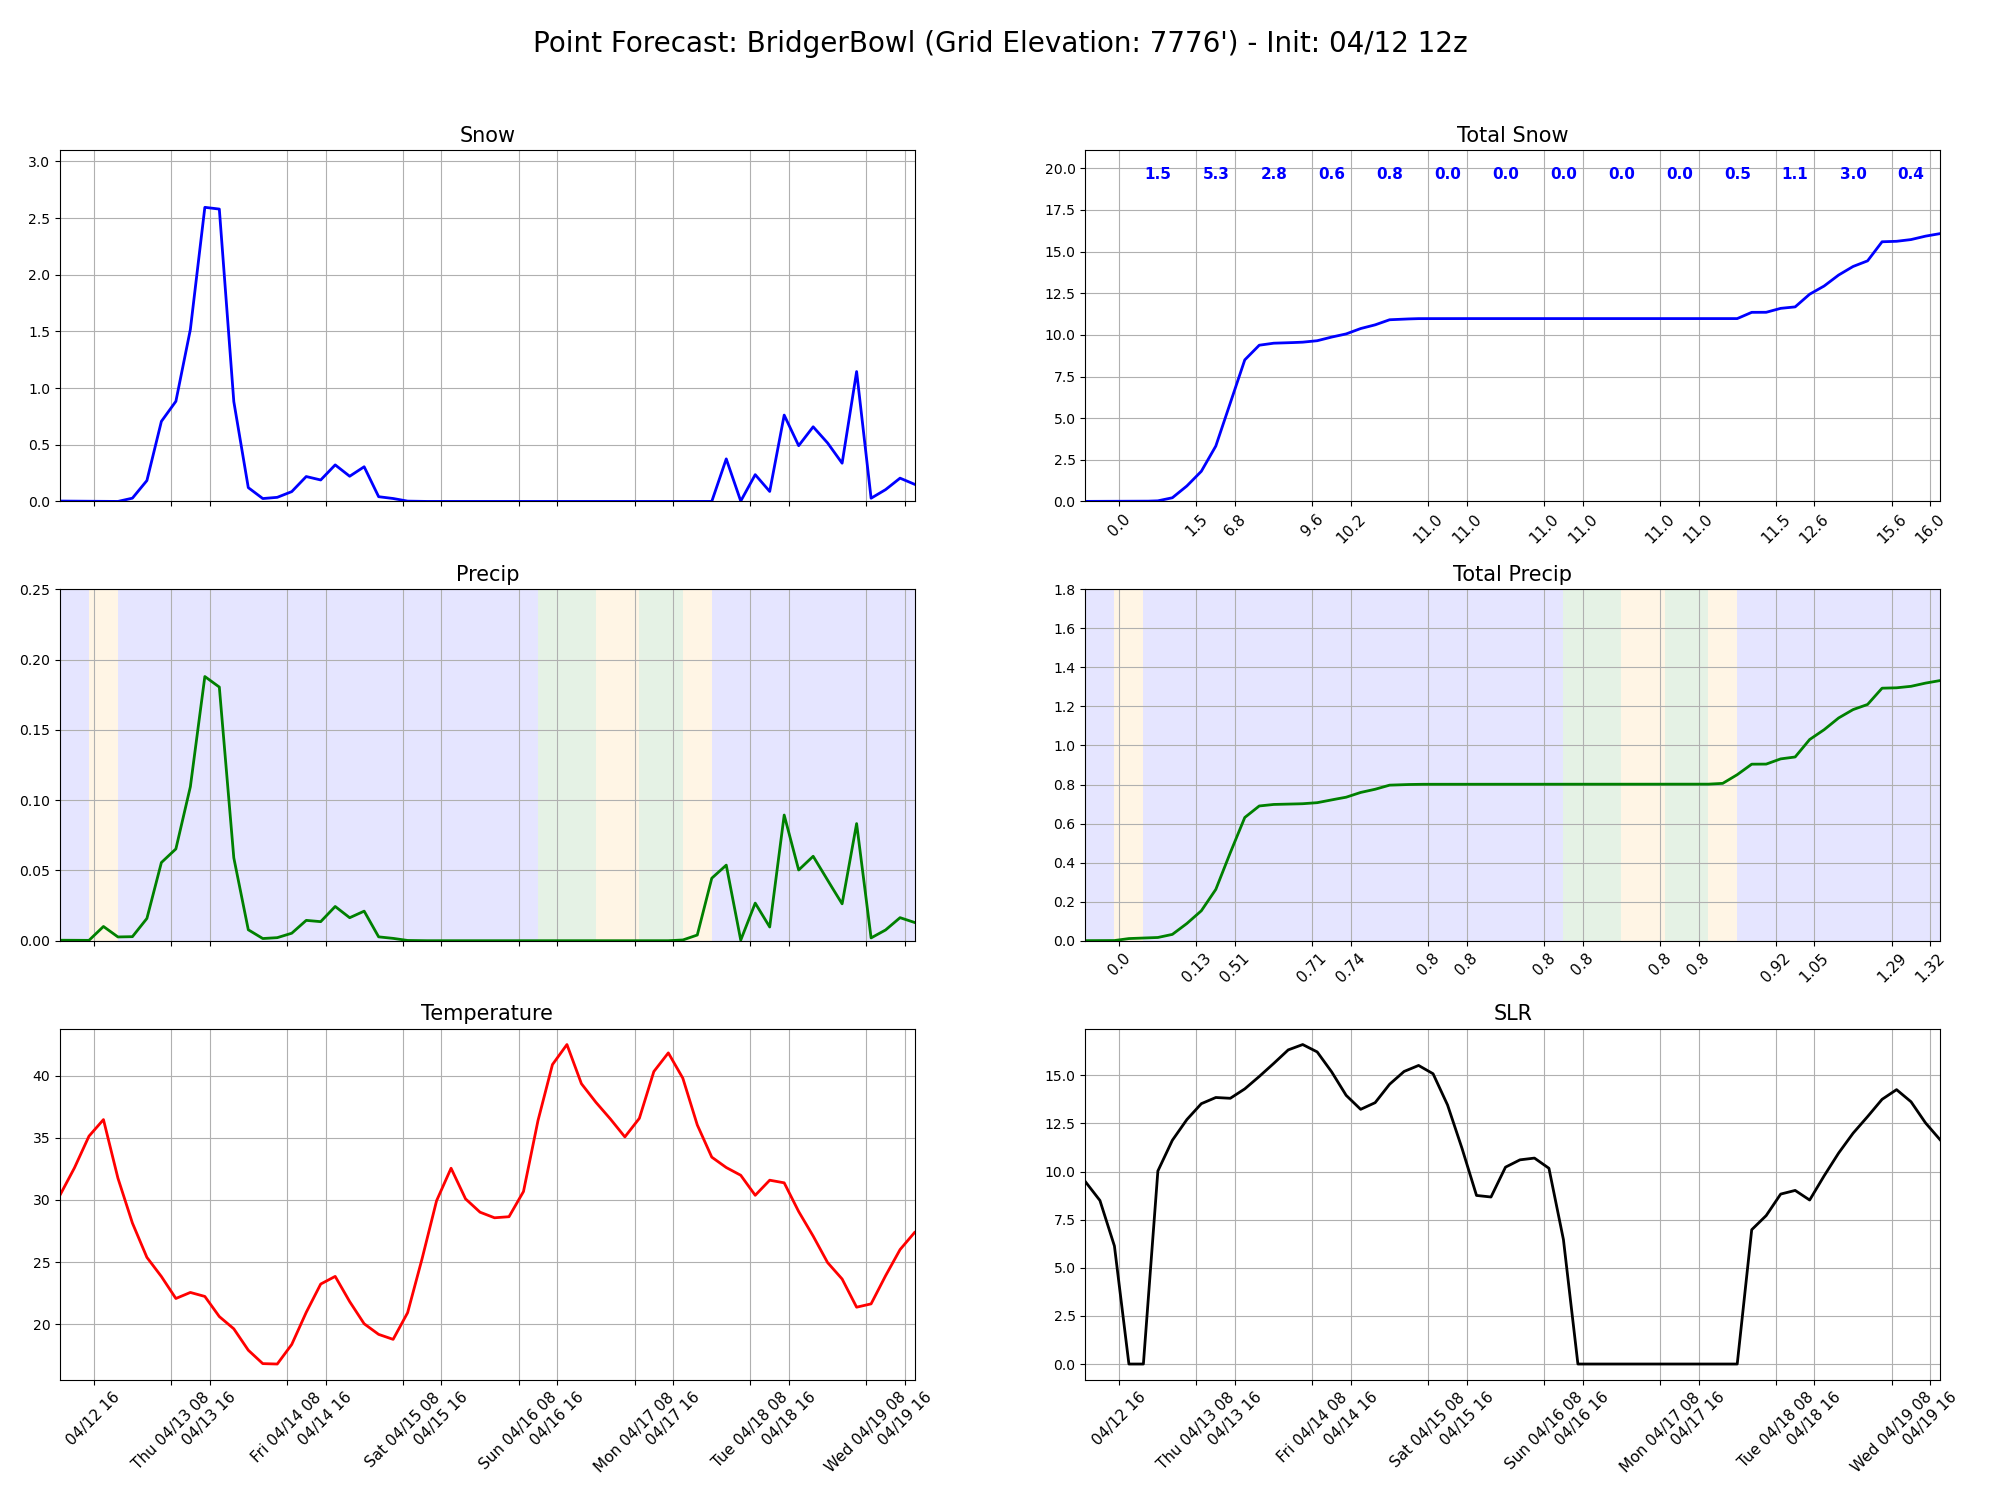 Point Forecast: BridgerBowl (Grid Elevation: 7776') - Init: 04/12 12z
Snow
3.0
2.5
2.0
1.5
1.0
0.5
0.0
Total Snow
20.0
17.5
15.0
12.5
10.0
7.5
5.0
2.5
0.0
1.5 5.3 2.8 0.6 0.8 0.0 0.0 0.0 0.0 0.0 0.5 1.1 3.0 0.4
0.0 1.5 6.8 9.6 10.2 11.0 11.0 11.0 11.0 11.0 11.0 11.5 12.6 15.6 16.0
Precip
0.25
0.20
0.15
0.10
0.05
0.00
Total Precip
1.8
1.6
1.4
1.2
1.0
0.8
0.6
0.4
0.2
0.0
0.0 0.13 0.51 0.71 0.74 0.8 0.8 0.8 0.8 0.8 0.8 0.92 1.05 1.29 1.32
Temperature
40
35
30
25
20
04/12 16
Thu 04/13 08
04/13 16
Fri 04/14 08
04/14 16
Sat 04/15 08
04/15 16
Sun 04/16 08
04/16 16
Mon 04/17 08
04/17 16
Tue 04/18 08
04/18 16
Wed 04/19 08
04/19 16
SLR
15.0
12.5
10.0
7.5
5.0
2.5
0.0
04/12 16
Thu 04/13 08
04/13 16
Fri 04/14 08
04/14 16
Sat 04/15 08
04/15 16
Sun 04/16 08
04/16 16
Mon 04/17 08
04/17 16
Tue 04/18 08
04/18 16
Wed 04/19 08
04/19 16